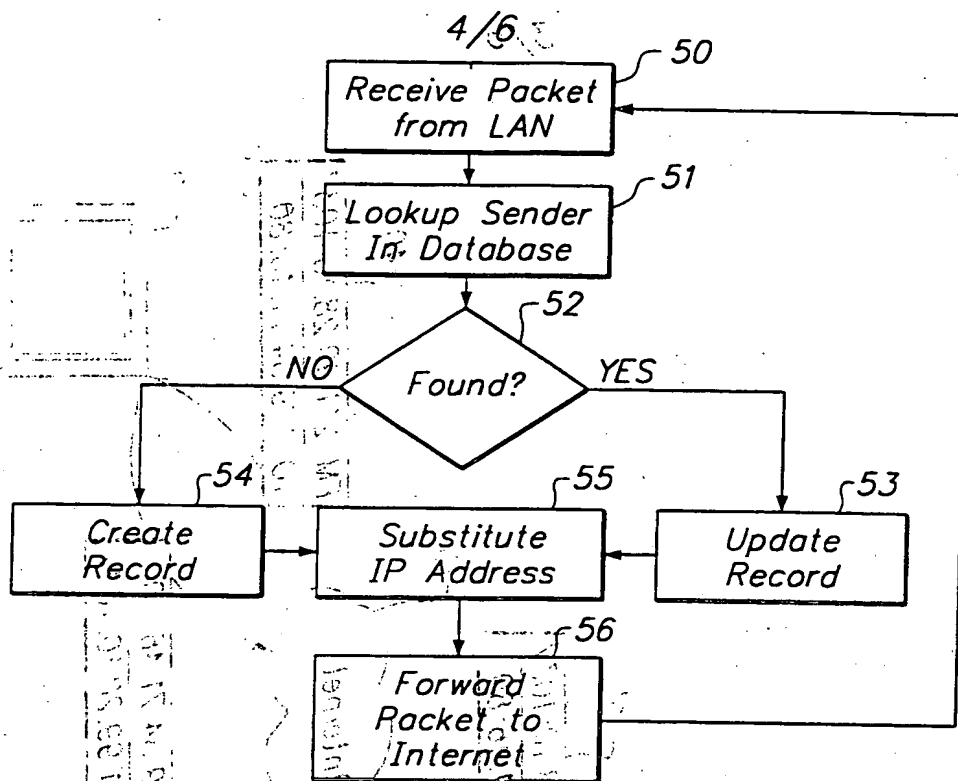 4/6
50
Receive Packet
from LAN
51
Lookup Sender
In Database
52
NO
Found?
YES
54
55
53
Create
Record
Substitute
IP Address
Update
Record
56
Forward
Packet to
Internet